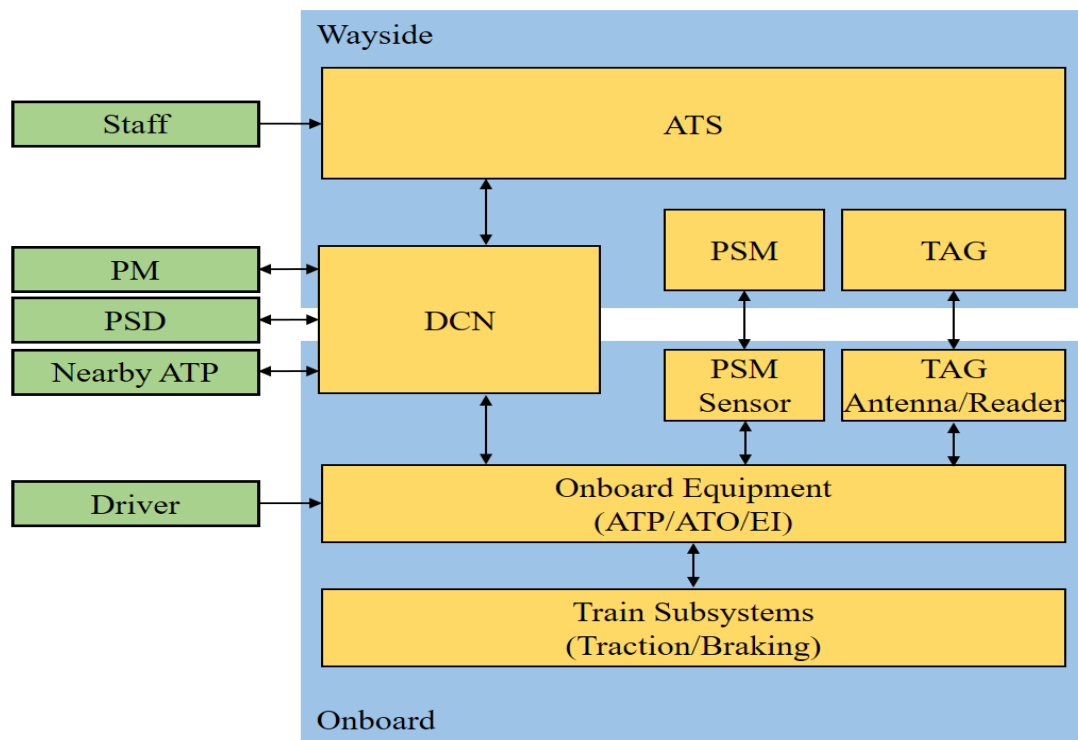 Wayside
Staff
ATS
PM
PSD
Nearby ATP
DCN
PSM
TAG
PSM
Sensor
TAG
Antenna/Reader
Driver
Onboard Equipment
(ATP/ATO/EI)
Train Subsystems
(Traction/Braking)
Onboard